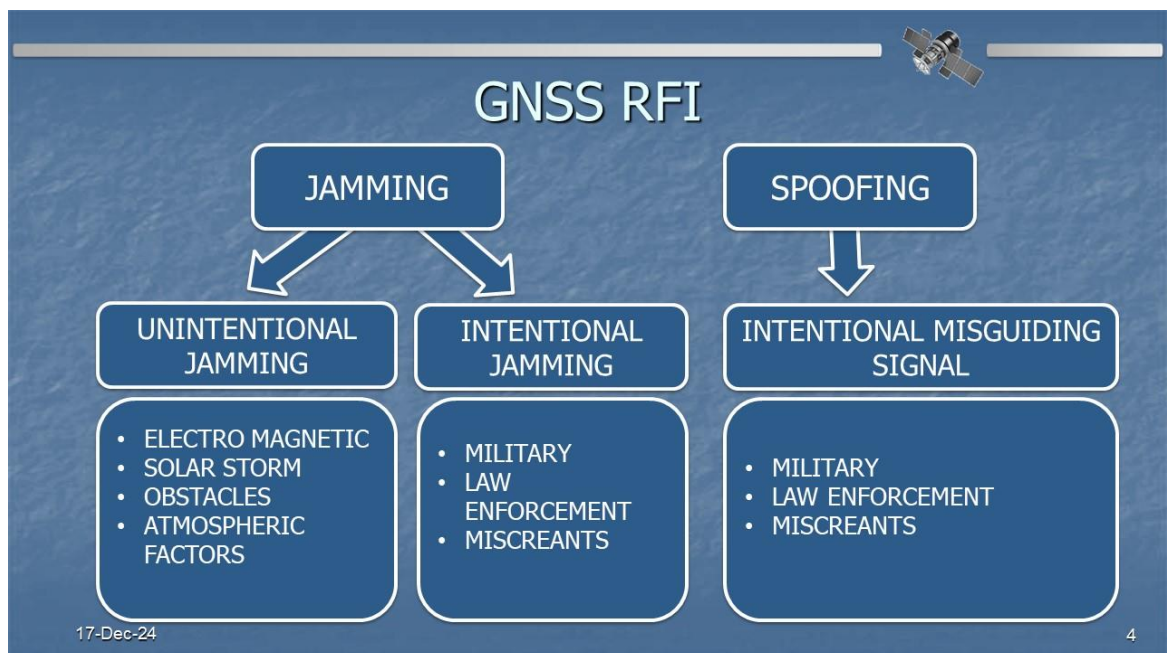 GNSS RFI
JAMMING
SPOOFING
UNINTENTIONAL
JAMMING
INTENTIONAL
JAMMING
INTENTIONAL MISGUIDING
SIGNAL
• ELECTRO MAGNETIC
• SOLAR STORM
• OBSTACLES
• ATMOSPHERIC
FACTORS
• MILITARY
• LAW
ENFORCEMENT
• MISCREANTS
• MILITARY
• LAW ENFORCEMENT
• MISCREANTS
17-Dec-24
4